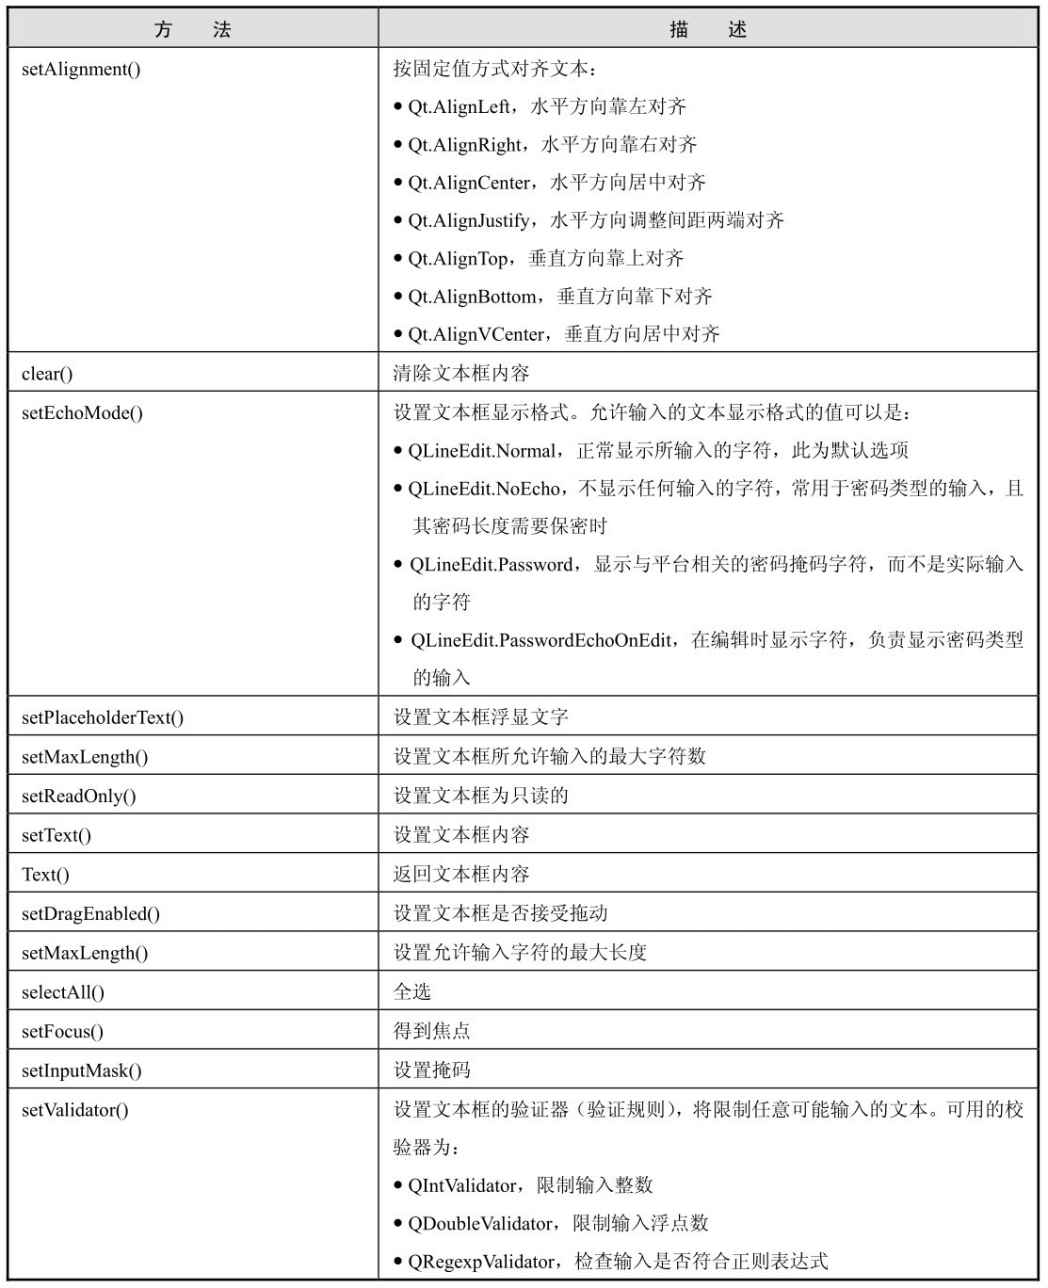 方 法 描 述
setAlignment() 按固定值方式对齐文本：
● Qt.AlignLeft，水平方向靠左对齐
● Qt.AlignRight，水平方向靠右对齐
● Qt.AlignCenter，水平方向居中对齐
● Qt.AlignJustify，水平方向调整间距两端对齐
● Qt.AlignTop，垂直方向靠上对齐
● Qt.AlignBottom，垂直方向靠下对齐
● Qt.AlignVCenter，垂直方向居中对齐
clear() 清除文本框内容
setEchoMode() 设置文本框显示格式。允许输入的文本显示格式的值可以是：
● QLineEdit.Normal，正常显示所输入的字符，此为默认选项
● QLineEdit.NoEcho，不显示任何输入的字符，常用于密码类型的输入，且
其密码长度需要保密时
● QLineEdit.Password，显示与平台相关的密码掩码字符，而不是实际输入
的字符
● QLineEdit.PasswordEchoOnEdit，在编辑时显示字符，负责显示密码类型
的输入
setPlaceholderText() 设置文本框浮显文字
setMaxLength() 设置文本框所允许输入的最大字符数
setReadOnly() 设置文本框为只读的
setText() 设置文本框内容
Text() 返回文本框内容
setDragEnabled() 设置文本框是否接受拖动
setMaxLength() 设置允许输入字符的最大长度
selectAll() 全选
setFocus() 得到焦点
setInputMask() 设置掩码
setValidator() 设置文本框的验证器（验证规则），将限制任意可能输入的文本。可用的校
验器为：
● QIntValidator，限制输入整数
● QDoubleValidator，限制输入浮点数
● QRegexpValidator，检查输入是否符合正则表达式